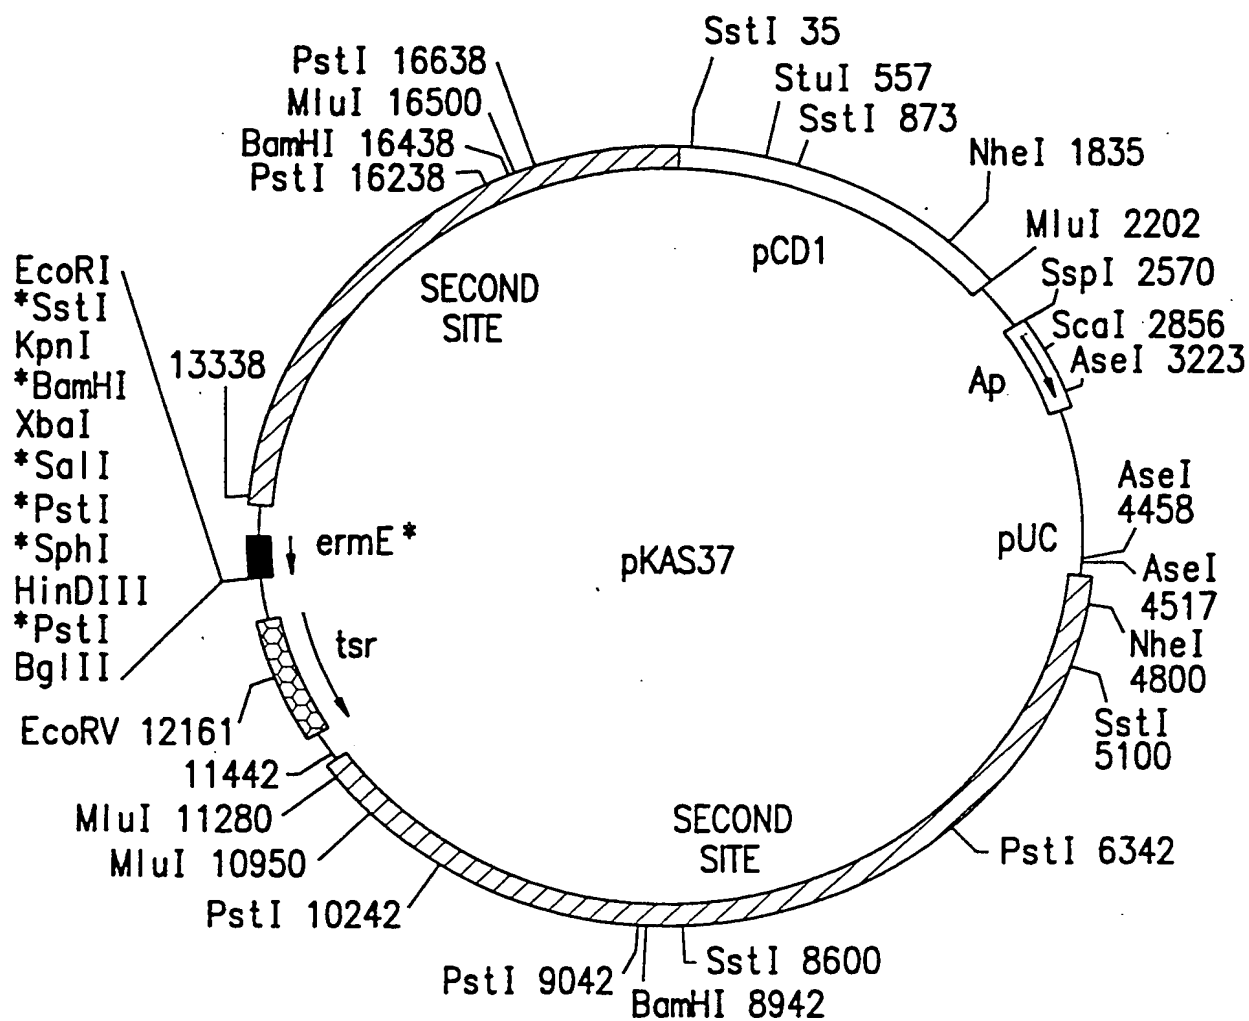 SstI 35
StuI 557
SstI 873
NheI 1835
MluI 2202
SspI 2570
ScaI 2856
AseI 3223
Ap
pCD1
PstI 16638
MluI 16500
BamHI 16438
PstI 16238
SECOND
SITE
13338
EcoRI
*SstI
KpnI
*BamHI
XbaI
*SalI
*PstI
*SphI
HinDIII
*PstI
BglII
ermE*
pKAS37
pUC
AseI
4458
AseI
4517
NheI
4800
SstI
5100
tsr
EcoRV 12161
11442
MluI 11280
MluI 10950
PstI 10242
SECOND
SITE
PstI 6342
PstI 9042
SstI 8600
BamHI 8942